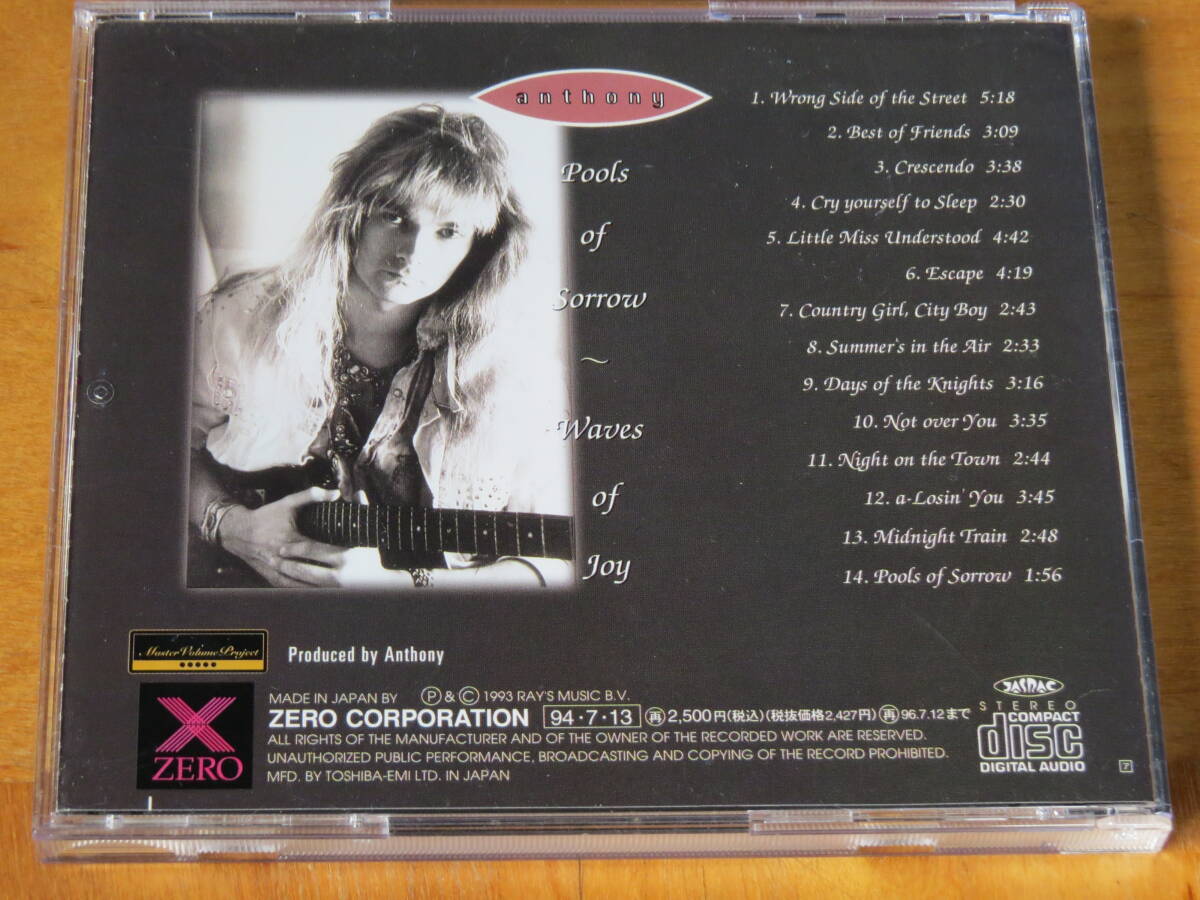 anthony
Pools
of
Sorrow
~
Waves
of
Joy
1. Wrong Side of the Street 5:18
2. Best of Friends 3:09
3. Crescendo 3:38
4. Cry yourself to Sleep 2:30
5. Little Miss Understood 4:42
6. Escape 4:19
7. Country Girl, City Boy 2:43
8. Summer's in the Air 2:33
9. Days of the Knights 3:16
10. Not over You 3:35
11. Night on the Town 2:44
12. a-Losin' You 3:45
13. Midnight Train 2:48
14. Pools of Sorrow 1:56
Master Volume Project
Produced by Anthony
ZERO
MADE IN JAPAN BY Ⓟ & Ⓒ 1993 RAY'S MUSIC B.V.
ZERO CORPORATION 94・7・13 ㊢2,500円(税込)(税抜価格2,427円)㊢96.7.12まで
ALL RIGHTS OF THE MANUFACTURER AND OF THE OWNER OF THE RECORDED WORK ARE RESERVED.
UNAUTHORIZED PUBLIC PERFORMANCE, BROADCASTING AND COPYING OF THE RECORD PROHIBITED.
MFD. BY TOSHIBA-EMI LTD. IN JAPAN
JASRAC
STEREO
COMPACT
disc
DIGITAL AUDIO
ア